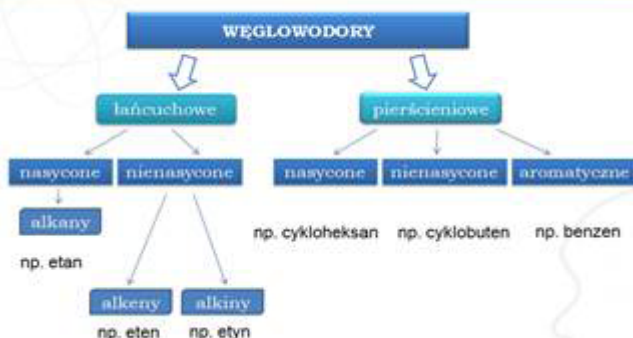 WĘGLOWODORY
łańcuchowe
pierścieniowe
nasycone
nienasycone
nasycone
nienasycone
aromatyczne
alkany
np. cykloheksan
np. cyklobuten
np. benzen
np. etan
alkeny
alkiny
np. eten
np. etyn